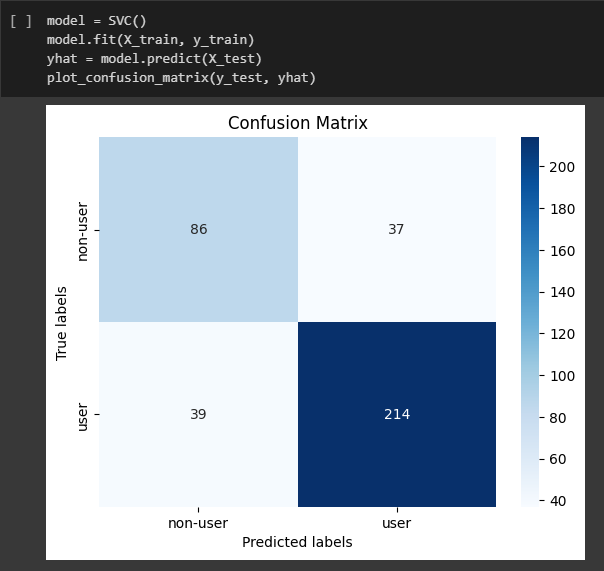 [ ] model = SVC()
model.fit(X_train, y_train)
yhat = model.predict(X_test)
plot_confusion_matrix(y_test, yhat)
Confusion Matrix
True labels
non-user
user
86
37
39
214
non-user
user
Predicted labels
200
180
160
140
120
100
80
60
40